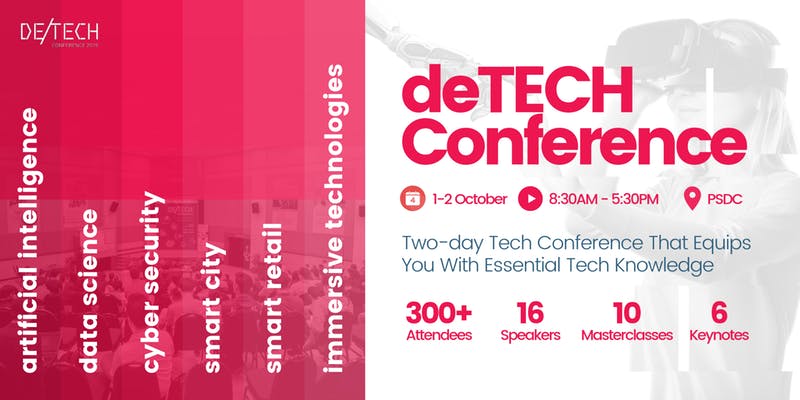 DE/TECH
CONFERENCE 2019
artificial intelligence
data science
cyber security
smart city
smart retail
immersive technologies
deTECH
Conference
4
1-2 October
8:30AM - 5:30PM
PSDC
Two-day Tech Conference That Equips
You With Essential Tech Knowledge
300+
Attendees
16
Speakers
10
Masterclasses
6
Keynotes